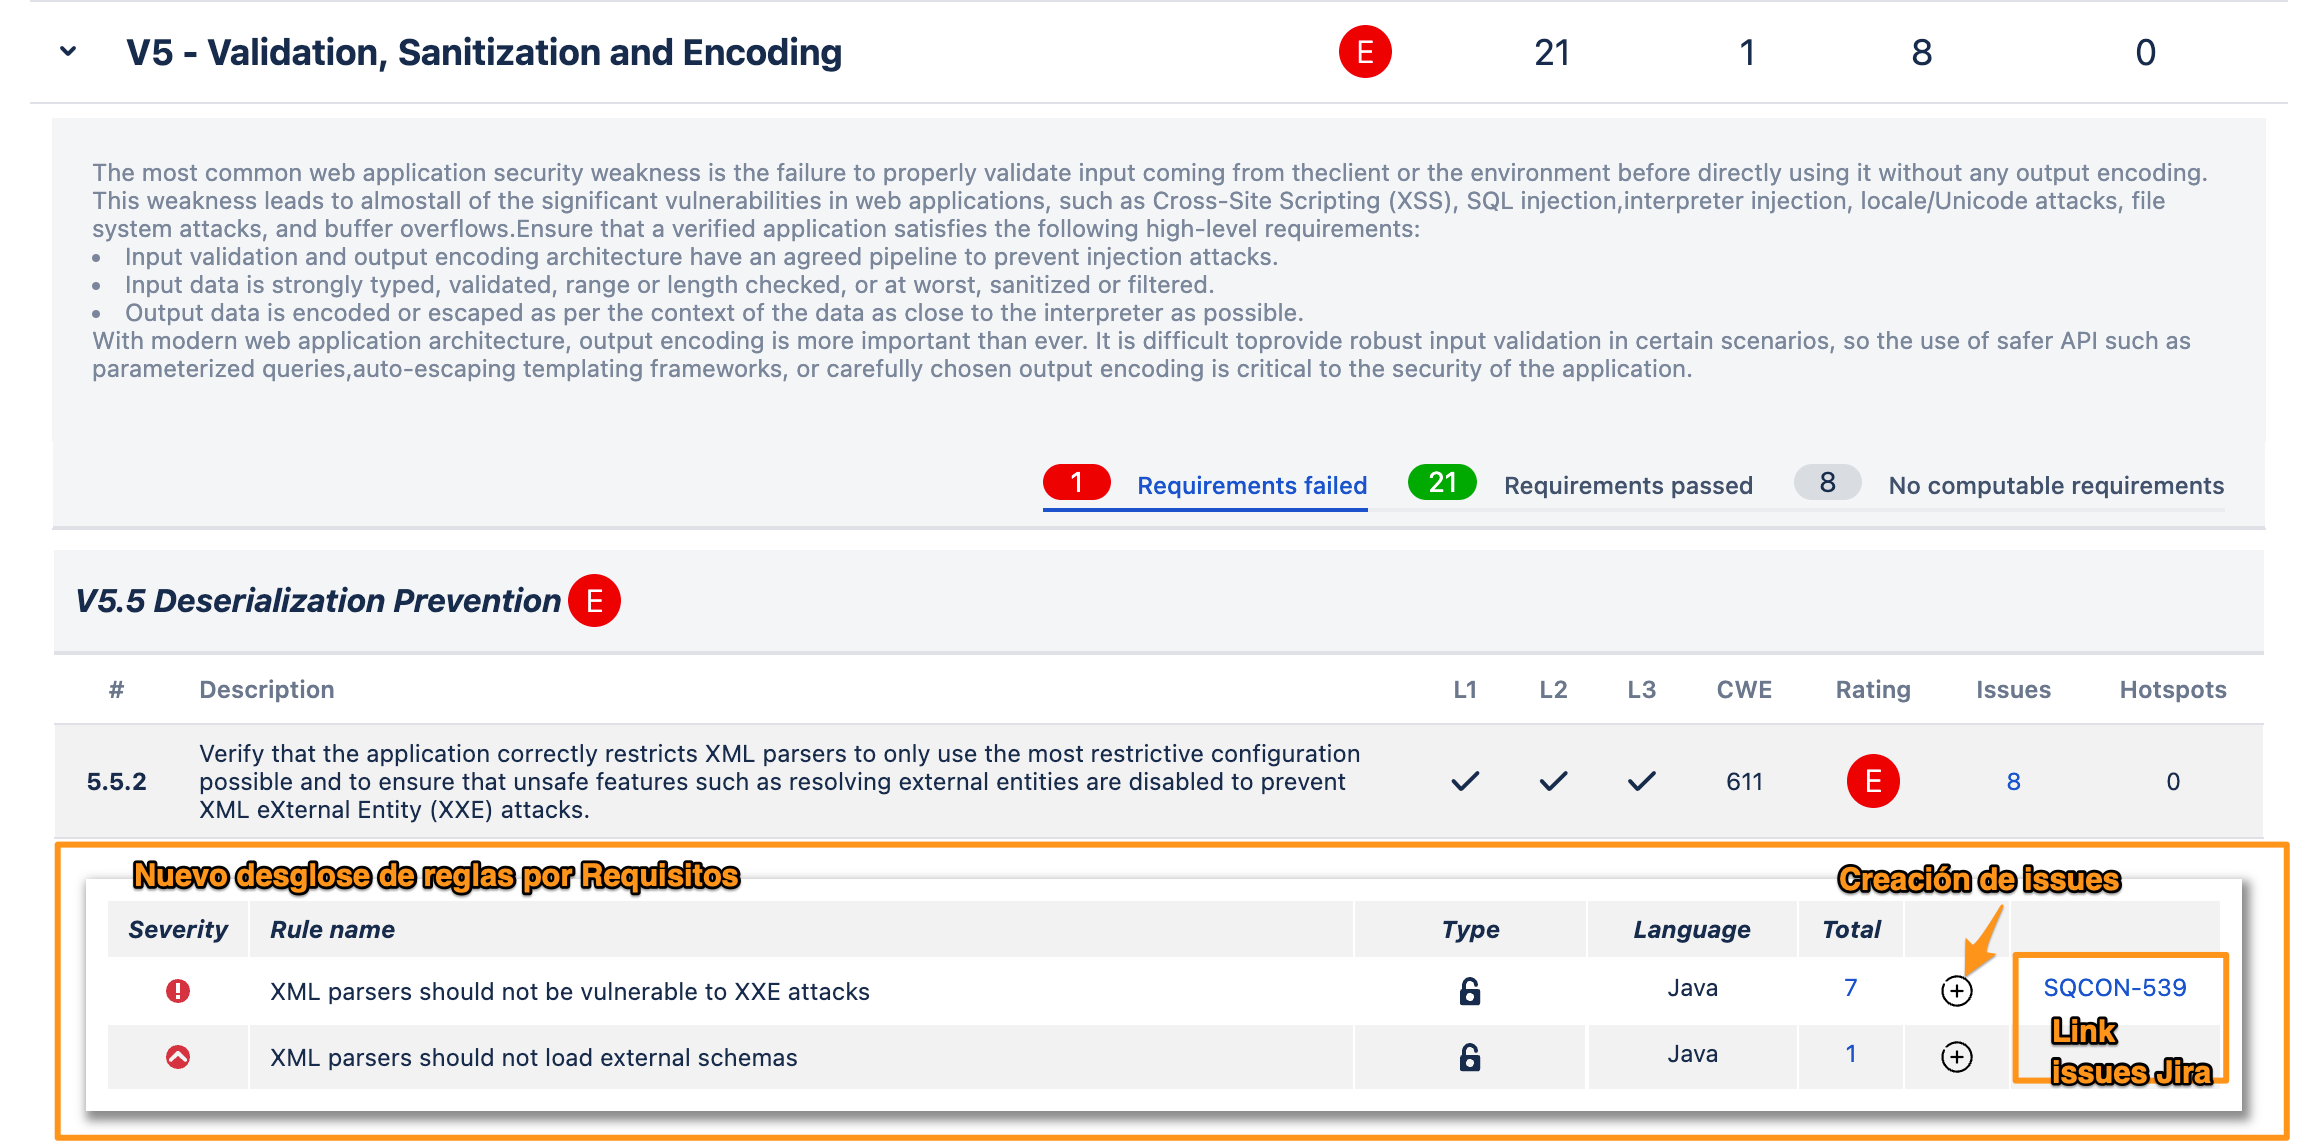 V5 - Validation, Sanitization and Encoding E 21 1 8 0
The most common web application security weakness is the failure to properly validate input coming from theclient or the environment before directly using it without any output encoding.
This weakness leads to almostall of the significant vulnerabilities in web applications, such as Cross-Site Scripting (XSS), SQL injection,interpreter injection, locale/Unicode attacks, file
system attacks, and buffer overflows.Ensure that a verified application satisfies the following high-level requirements:
• Input validation and output encoding architecture have an agreed pipeline to prevent injection attacks.
• Input data is strongly typed, validated, range or length checked, or at worst, sanitized or filtered.
• Output data is encoded or escaped as per the context of the data as close to the interpreter as possible.
With modern web application architecture, output encoding is more important than ever. It is difficult toprovide robust input validation in certain scenarios, so the use of safer API such as
parameterized queries,auto-escaping templating frameworks, or carefully chosen output encoding is critical to the security of the application.
1 Requirements failed 21 Requirements passed 8 No computable requirements
V5.5 Deserialization Prevention E
# Description L1 L2 L3 CWE Rating Issues Hotspots
Verify that the application correctly restricts XML parsers to only use the most restrictive configuration
5.5.2 possible and to ensure that unsafe features such as resolving external entities are disabled to prevent ✓ ✓ ✓ 611 E 8 0
XML eXternal Entity (XXE) attacks.
Nuevo desglose de reglas por Requisitos Creación de issues
Severity Rule name Type Language Total
XML parsers should not be vulnerable to XXE attacks Java 7 SQCON-539
Link
XML parsers should not load external schemas Java 1
issues Jira